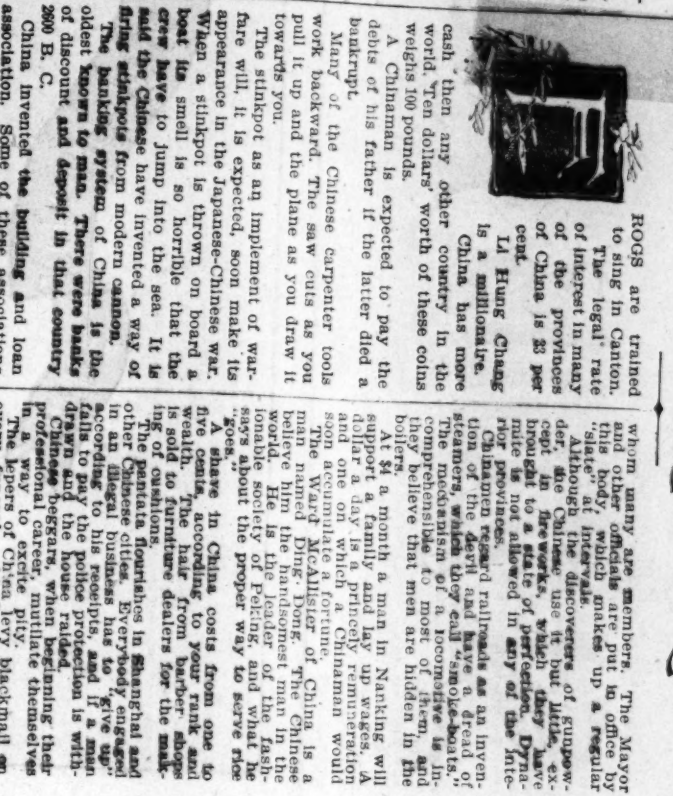 ROGS are trained
to sing in Canton.
The legal rate
of interest in many
of the provinces
of China is 33 per
cent.
Li Hung Chang
is a millionaire.
China has more
cash then any other country in the
world. Ten dollars' worth of these coins
weighs 100 pounds.
A Chinaman is expected to pay the
debits of his father if the latter died a
bankrupt.
Many of the Chinese carpenter tools
work backward. The saw cuts as you
pull it up and the plane as you draw it
towards you.
The stinkpot as an implement of war-
fare will, it is expected, soon make its
appearance in the Japanese-Chinese war.
When a stinkpot is thrown on board a
boat its smell is so horrible that the
crew have to jump into the sea. It is
said the Chinese have invented a way of
firing stinkpots from modern cannon.
The banking system of China is the
oldest known to man. There were banks
of discount and deposit in that country
2600 B. C.
China invented the building and loan
association. Some of these associations
whom many are members. The Mayor
and other officials are put in office by
this body, which makes up a regular
"slate" at intervals.
Although the discoverers of gunpow-
der, the Chinese use it but little, ex-
cept in fireworks, which they have
brought to a state of perfection. Dyna-
mite is not allowed in any of the inte-
rior provinces.
Chinamen regard railroads as an inven-
tion of the devil and have a dread of
steamers, which they call "smoke-boats."
The mechanism of a locomotive is in-
comprehensible to most of them, and
they believe that men are hidden in the
boilers.
At $4 a month a man in Nanking will
support a family and lay up wages. A
dollar a day is a princely remuneration
and one on which a Chinaman would
soon accumulate a fortune.
The Ward McAllister of China is a
man named Ding Dong. The Chinese
believe him the handsomest man in the
world. He is the leader of the fash-
ionable society of Peking, and what he
says about the proper way to serve rice
"goes."
A shave in China costs from one to
five cents, according to your rank and
wealth. The hair from barber shops
is sold to furniture dealers for the mak-
ing of cushions.
The pantata flourishes in Shanghai and
other Chinese cities. Everybody engaged
in an illegal business has to "give up"
according to his receipts, and if a man
fails to pay the police protection is with-
drawn and the house raided.
Chinese beggars, when beginning their
professional career, mutilate themselves
in a way to excite pity.
The lepers of China levy blackmail on